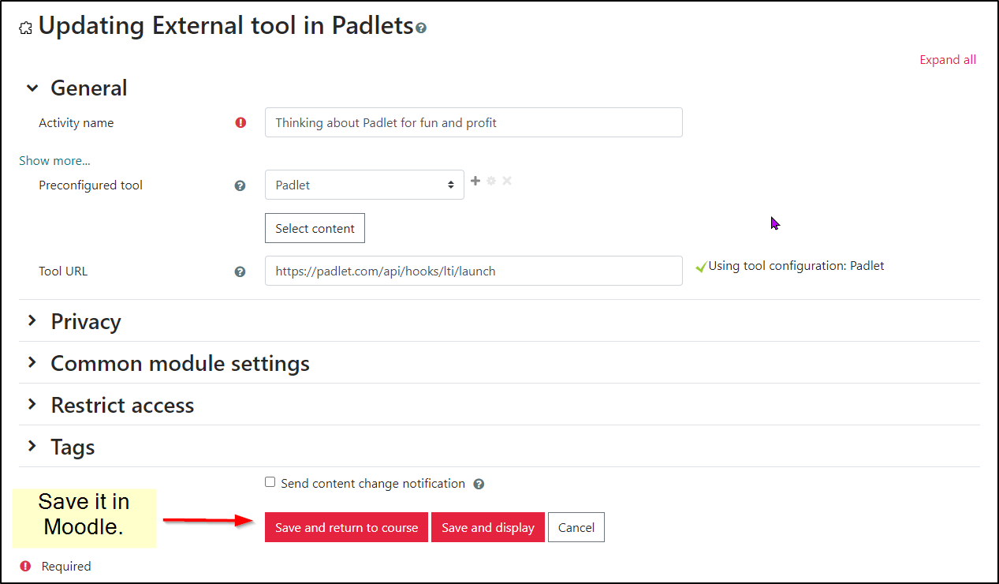 Updating External tool in Padlets
Expand all
General
Activity name
Thinking about Padlet for fun and profit
Show more...
Preconfigured tool
Padlet
Select content
Tool URL
https://padlet.com/api/hooks/lti/launch
Using tool configuration: Padlet
Privacy
Common module settings
Restrict access
Tags
Send content change notification
Save it in
Moodle.
Save and return to course
Save and display
Cancel
Required